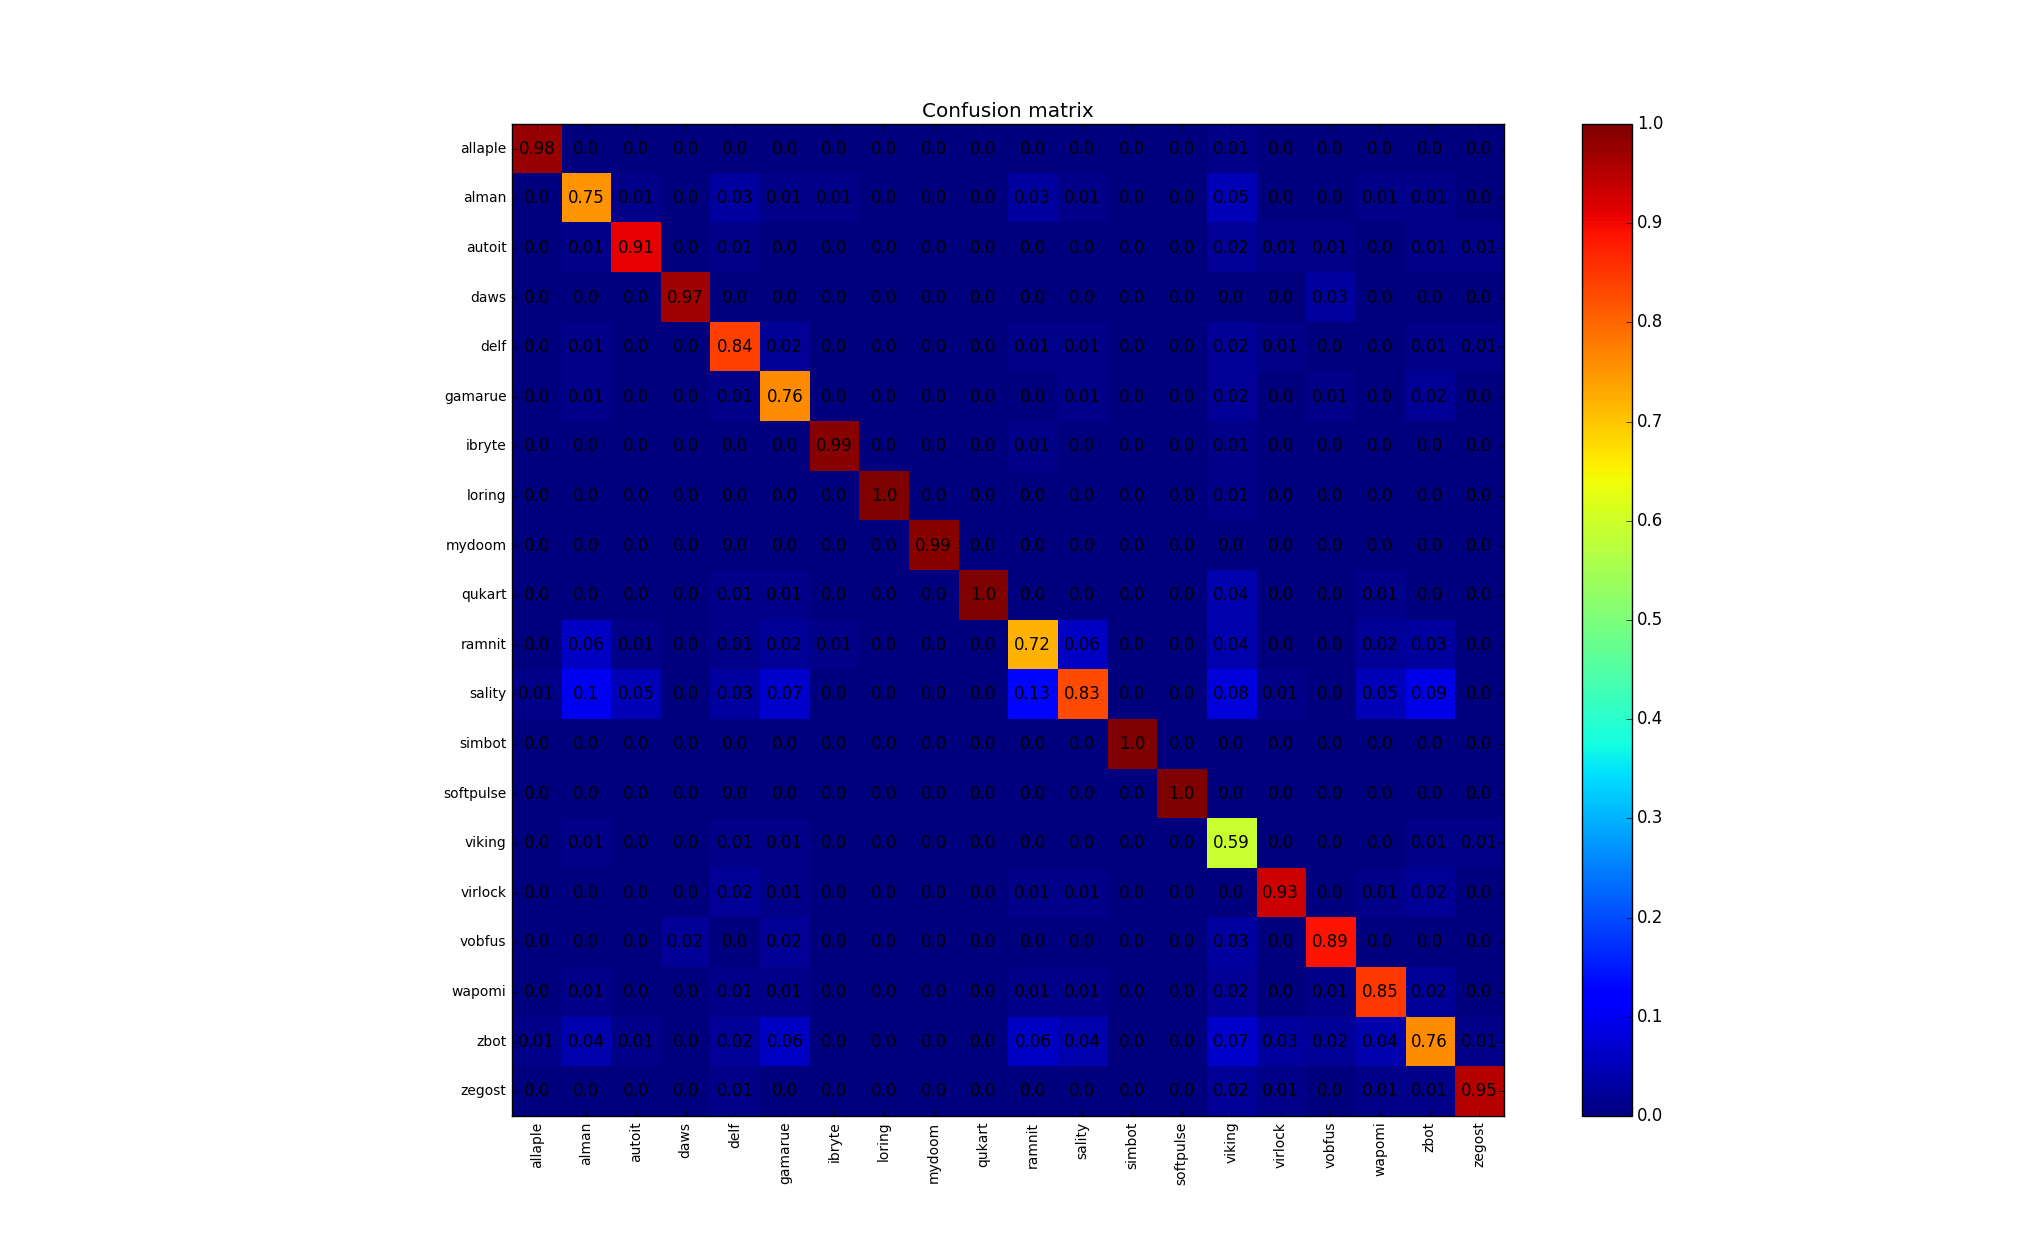 Confusion matrix
allaple 0.98 0.0 0.0 0.0 0.0 0.0 0.0 0.0 0.0 0.0 0.0 0.0 0.0 0.0 0.01 0.0 0.0 0.0 0.0 0.0
alman 0.0 0.75 0.01 0.0 0.03 0.01 0.01 0.0 0.0 0.0 0.03 0.01 0.0 0.0 0.05 0.0 0.0 0.01 0.01 0.0
autoit 0.0 0.01 0.91 0.0 0.01 0.0 0.0 0.0 0.0 0.0 0.0 0.0 0.0 0.0 0.02 0.01 0.01 0.0 0.01 0.01
daws 0.0 0.0 0.0 0.97 0.0 0.0 0.0 0.0 0.0 0.0 0.0 0.0 0.0 0.0 0.0 0.0 0.03 0.0 0.0 0.0
delf 0.0 0.01 0.0 0.0 0.84 0.02 0.0 0.0 0.0 0.0 0.01 0.01 0.0 0.0 0.02 0.01 0.0 0.0 0.01 0.01
gamarue 0.0 0.01 0.0 0.0 0.01 0.76 0.0 0.0 0.0 0.0 0.0 0.01 0.0 0.0 0.02 0.0 0.01 0.0 0.02 0.0
ibryte 0.0 0.0 0.0 0.0 0.0 0.0 0.99 0.0 0.0 0.0 0.01 0.0 0.0 0.0 0.01 0.0 0.0 0.0 0.0 0.0
loring 0.0 0.0 0.0 0.0 0.0 0.0 0.0 1.0 0.0 0.0 0.0 0.0 0.0 0.0 0.01 0.0 0.0 0.0 0.0 0.0
mydoom 0.0 0.0 0.0 0.0 0.0 0.0 0.0 0.0 0.99 0.0 0.0 0.0 0.0 0.0 0.0 0.0 0.0 0.0 0.0 0.0
qukart 0.0 0.0 0.0 0.0 0.01 0.01 0.0 0.0 0.0 1.0 0.0 0.0 0.0 0.0 0.04 0.0 0.0 0.01 0.0 0.0
ramnit 0.0 0.06 0.01 0.0 0.01 0.02 0.01 0.0 0.0 0.0 0.72 0.06 0.0 0.0 0.04 0.0 0.0 0.02 0.03 0.0
sality 0.01 0.1 0.05 0.0 0.03 0.07 0.0 0.0 0.0 0.0 0.13 0.83 0.0 0.0 0.08 0.01 0.0 0.05 0.09 0.0
simbot 0.0 0.0 0.0 0.0 0.0 0.0 0.0 0.0 0.0 0.0 0.0 0.0 1.0 0.0 0.0 0.0 0.0 0.0 0.0 0.0
softpulse 0.0 0.0 0.0 0.0 0.0 0.0 0.0 0.0 0.0 0.0 0.0 0.0 0.0 1.0 0.0 0.0 0.0 0.0 0.0 0.0
viking 0.0 0.01 0.0 0.0 0.01 0.01 0.0 0.0 0.0 0.0 0.0 0.0 0.0 0.0 0.59 0.0 0.0 0.0 0.01 0.01
virlock 0.0 0.0 0.0 0.0 0.02 0.01 0.0 0.0 0.0 0.0 0.01 0.01 0.0 0.0 0.0 0.93 0.0 0.01 0.02 0.0
vobfus 0.0 0.0 0.0 0.02 0.0 0.02 0.0 0.0 0.0 0.0 0.0 0.0 0.0 0.0 0.03 0.0 0.89 0.0 0.0 0.0
wapomi 0.0 0.01 0.0 0.0 0.01 0.01 0.0 0.0 0.0 0.0 0.01 0.01 0.0 0.0 0.02 0.0 0.01 0.85 0.02 0.0
zbot 0.01 0.04 0.01 0.0 0.02 0.06 0.0 0.0 0.0 0.0 0.06 0.04 0.0 0.0 0.07 0.03 0.02 0.04 0.76 0.01
zegost 0.0 0.0 0.0 0.0 0.01 0.0 0.0 0.0 0.0 0.0 0.0 0.0 0.0 0.0 0.02 0.01 0.0 0.01 0.01 0.95
allaple alman autoit daws delf gamarue ibryte loring mydoom qukart ramnit sality simbot softpulse viking virlock vobfus wapomi zbot zegost
1.0
0.9
0.8
0.7
0.6
0.5
0.4
0.3
0.2
0.1
0.0